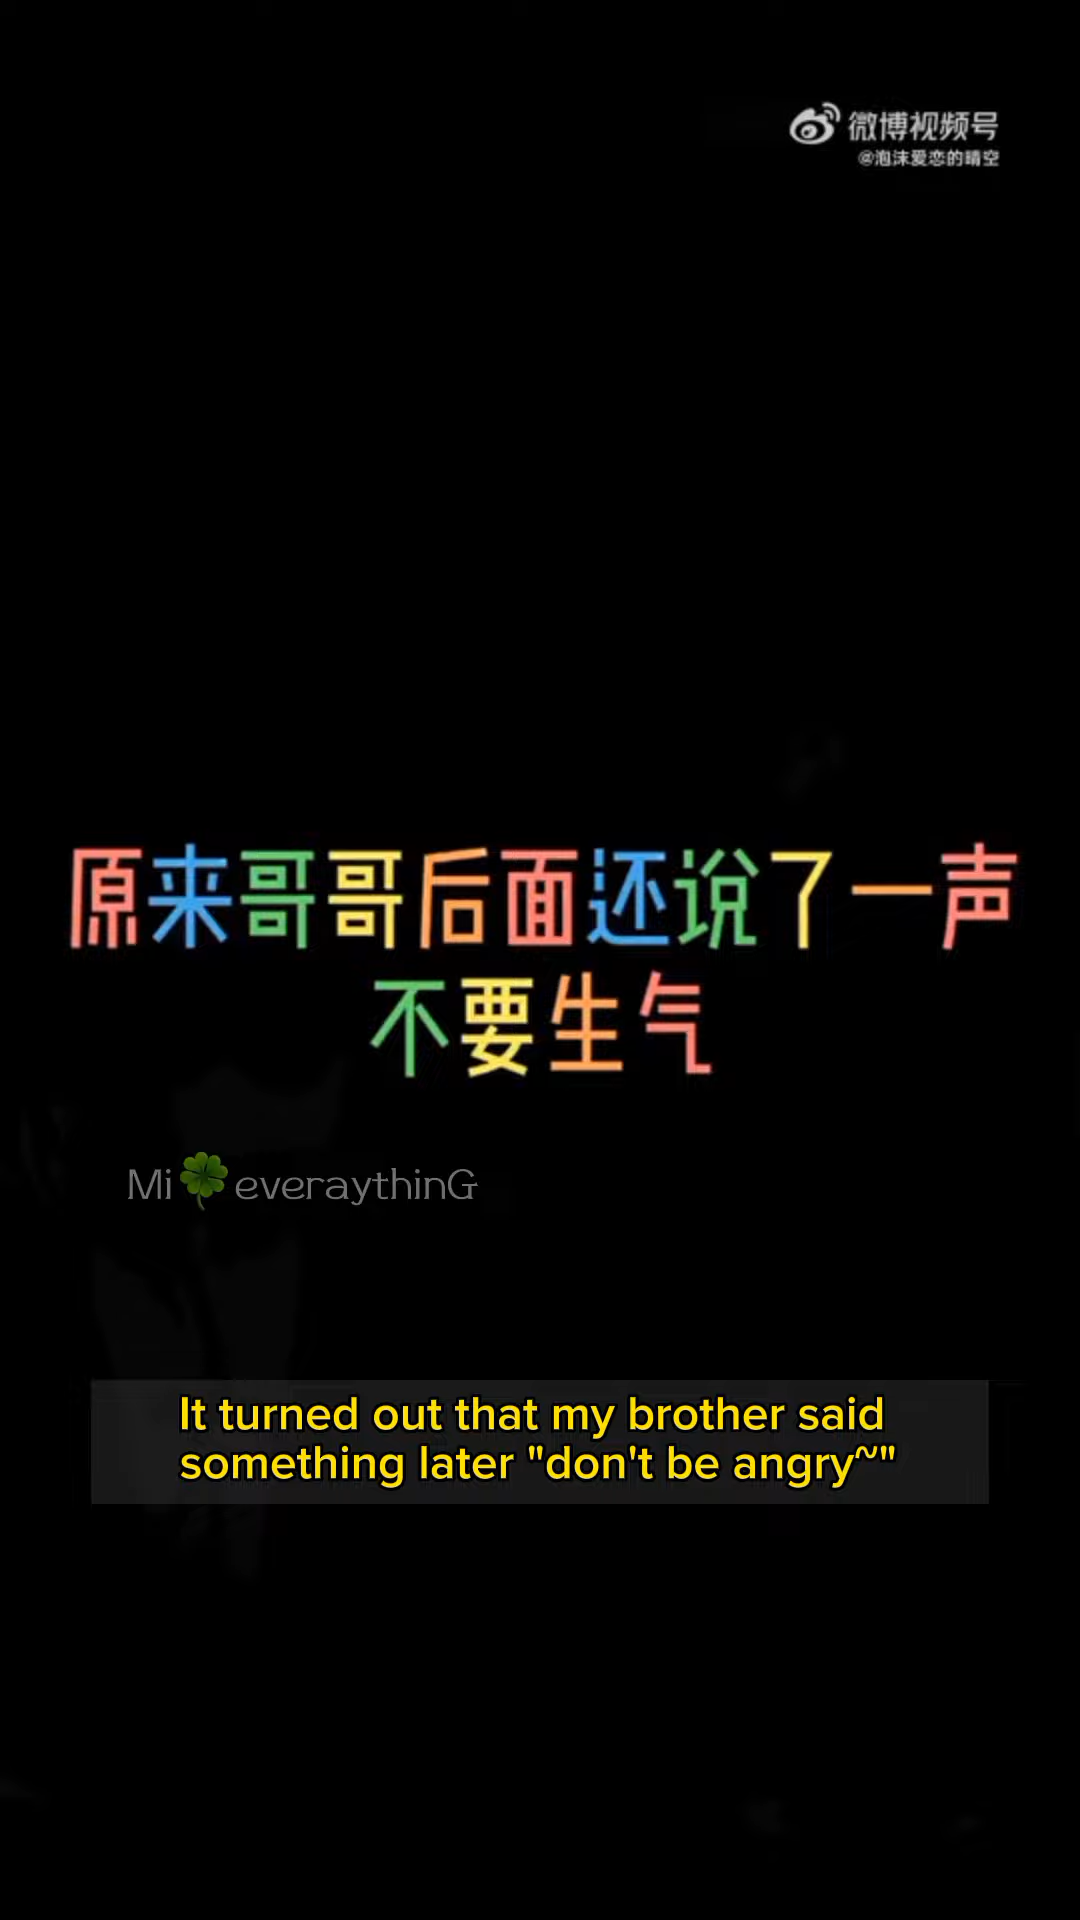 微博视频号
@泡沫爱恋的晴空
原来哥哥后面还说了一声
不要生气
Mi🍀everaythinG
It turned out that my brother said
something later "don't be angry~"